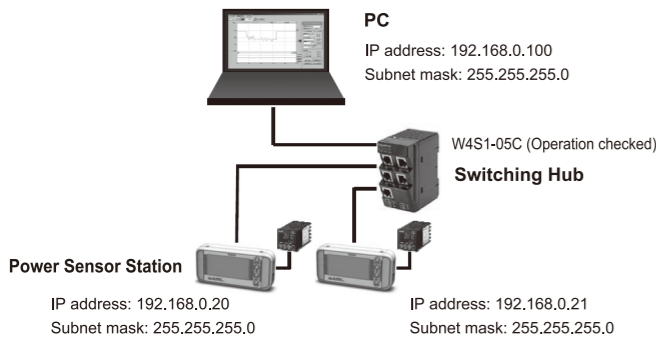 PC
IP address: 192.168.0.100
Subnet mask: 255.255.255.0
W4S1-05C (Operation checked)
Switching Hub
Power Sensor Station
IP address: 192.168.0.20
Subnet mask: 255.255.255.0
IP address: 192.168.0.21
Subnet mask: 255.255.255.0